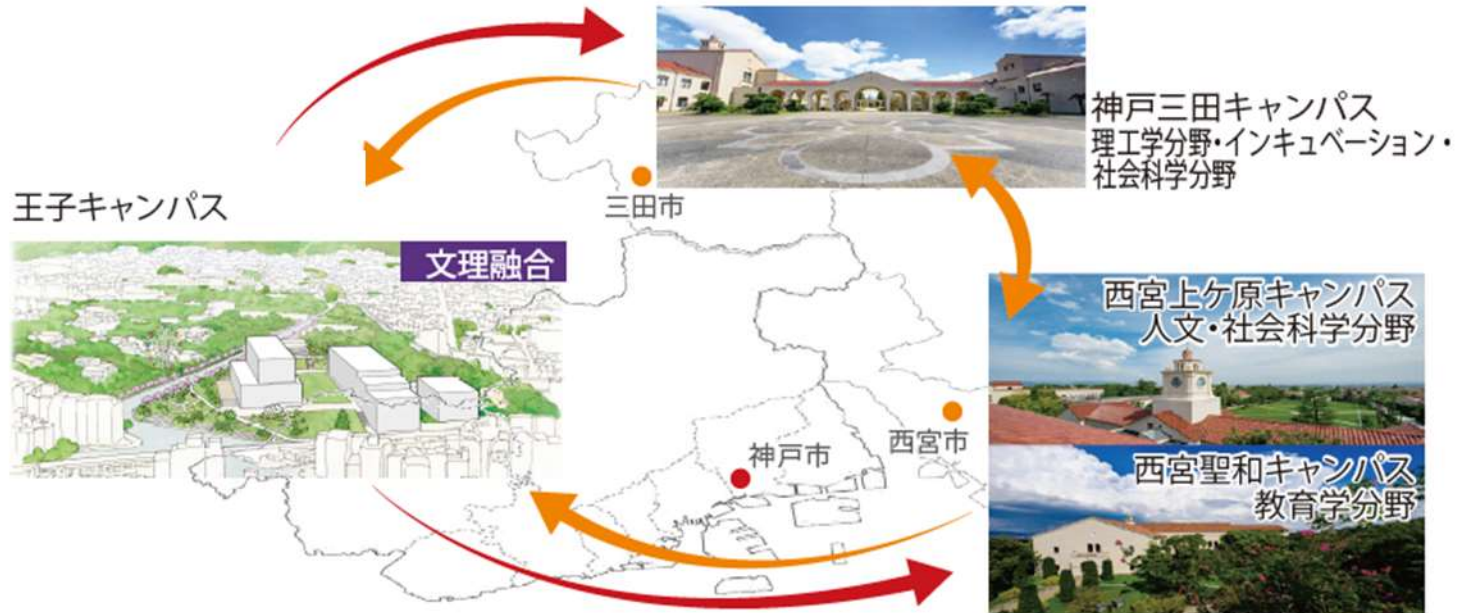 神戸三田キャンパス
理工学分野・インキュベーション・
社会科学分野
三田市
王子キャンパス
文理融合
西宮上ケ原キャンパス
人文・社会科学分野
西宮市
神戸市
西宮聖和キャンパス
教育学分野